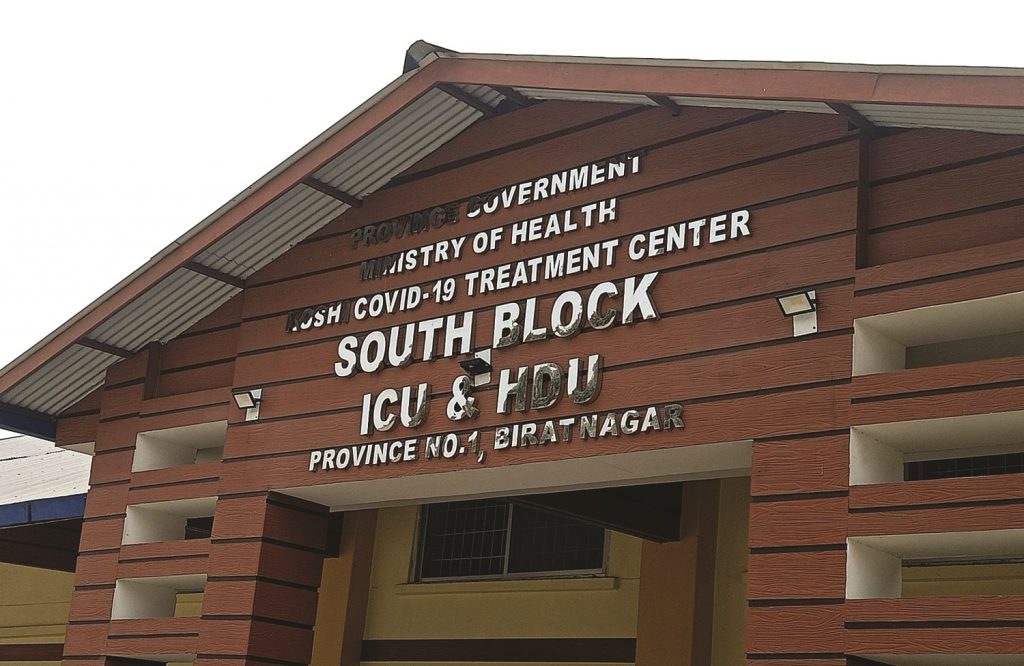 PROVINCE GOVERNMENT
MINISTRY OF HEALTH
KOSHI COVID-19 TREATMENT CENTER
SOUTH BLOCK
ICU & HDU
PROVINCE NO.1, BIRATNAGAR